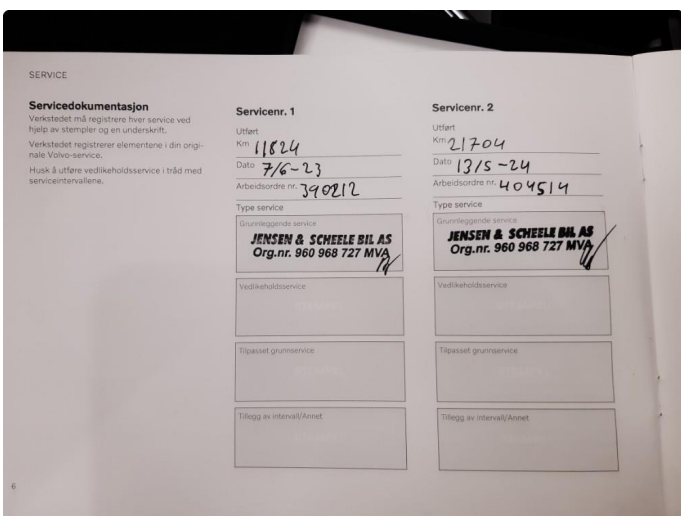 SERVICE
Servicedokumentasjon
Verkstedet må registrere hver service ved
hjelp av stempler og en underskrift.
Verkstedet registrerer elementene i din origi-
nale Volvo-service.
Husk å utføre vedlikeholdsservice i tråd med
serviceintervallene.
Servicenr. 1
Utført
Km 11824
Dato 7/6-23
Arbeidsordre nr. 390212
Type service
Grunnleggende service
JENSEN & SCHEELE BIL AS
Org.nr. 960 968 727 MVA
Vedlikeholdsservice
Tilpasset grunnservice
Tillegg av intervall/Annet
Servicenr. 2
Utført
Km 21704
Dato 13/5-24
Arbeidsordre nr. 404514
Type service
Grunnleggende service
JENSEN & SCHEELE BIL AS
Org.nr. 960 968 727 MVA
Vedlikeholdsservice
Tilpasset grunnservice
Tillegg av intervall/Annet
6